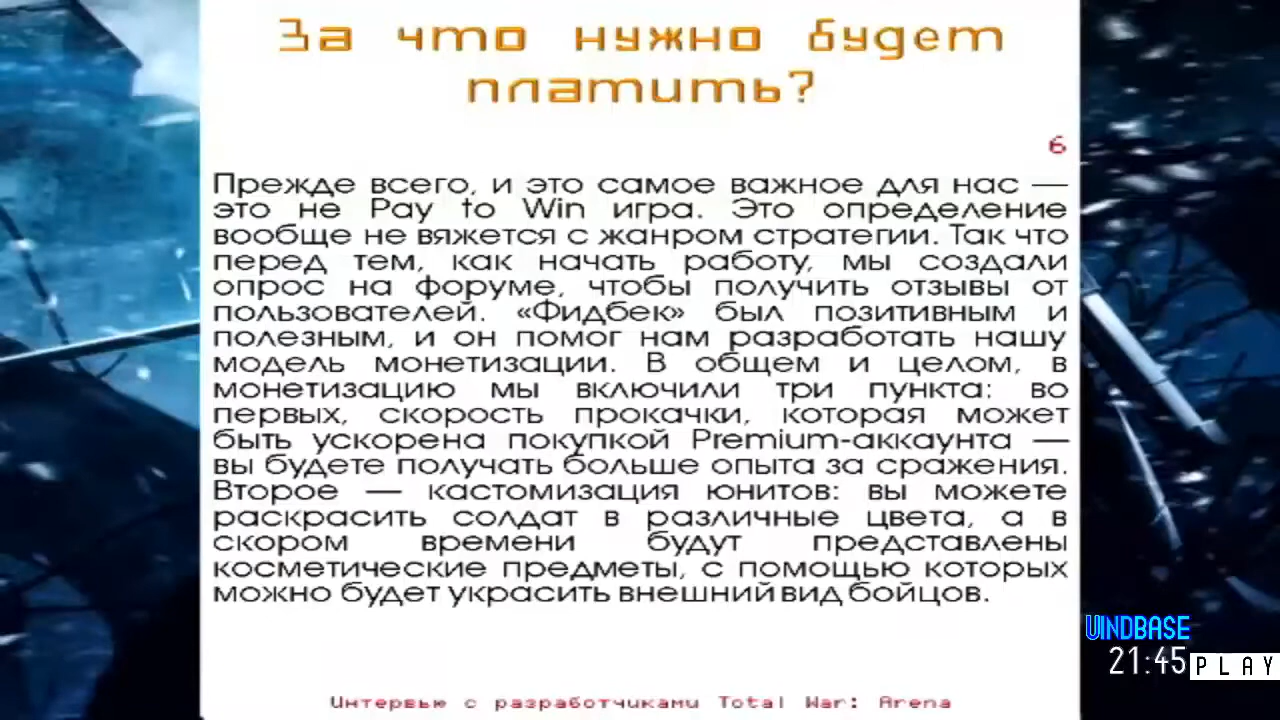 За что нужно будет
платить?
6
Прежде всего, и это самое важное для нас —
это не Pay to Win игра. Это определение
вообще не вяжется с жанром стратегии. Так что
перед тем, как начать работу, мы создали
опрос на форуме, чтобы получить отзывы от
пользователей. «Фидбек» был позитивным и
полезным, и он помог нам разработать нашу
модель монетизации. В общем и целом, в
монетизацию мы включили три пункта: во
первых, скорость прокачки, которая может
быть ускорена покупкой Premium-аккаунта —
вы будете получать больше опыта за сражения.
Второе — кастомизация юнитов: вы можете
раскрасить солдат в различные цвета, а в
скором времени будут представлены
косметические предметы, с помощью которых
можно будет украсить внешний вид бойцов.
UINDBASE
21:45 PLAY
Интервью с разработчиками Total War: Arena